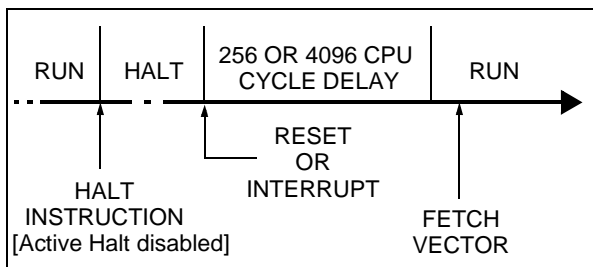 RUN
HALT
256 OR 4096 CPU
CYCLE DELAY
RUN
RESET
OR
INTERRUPT
HALT
INSTRUCTION
[Active Halt disabled]
FETCH
VECTOR